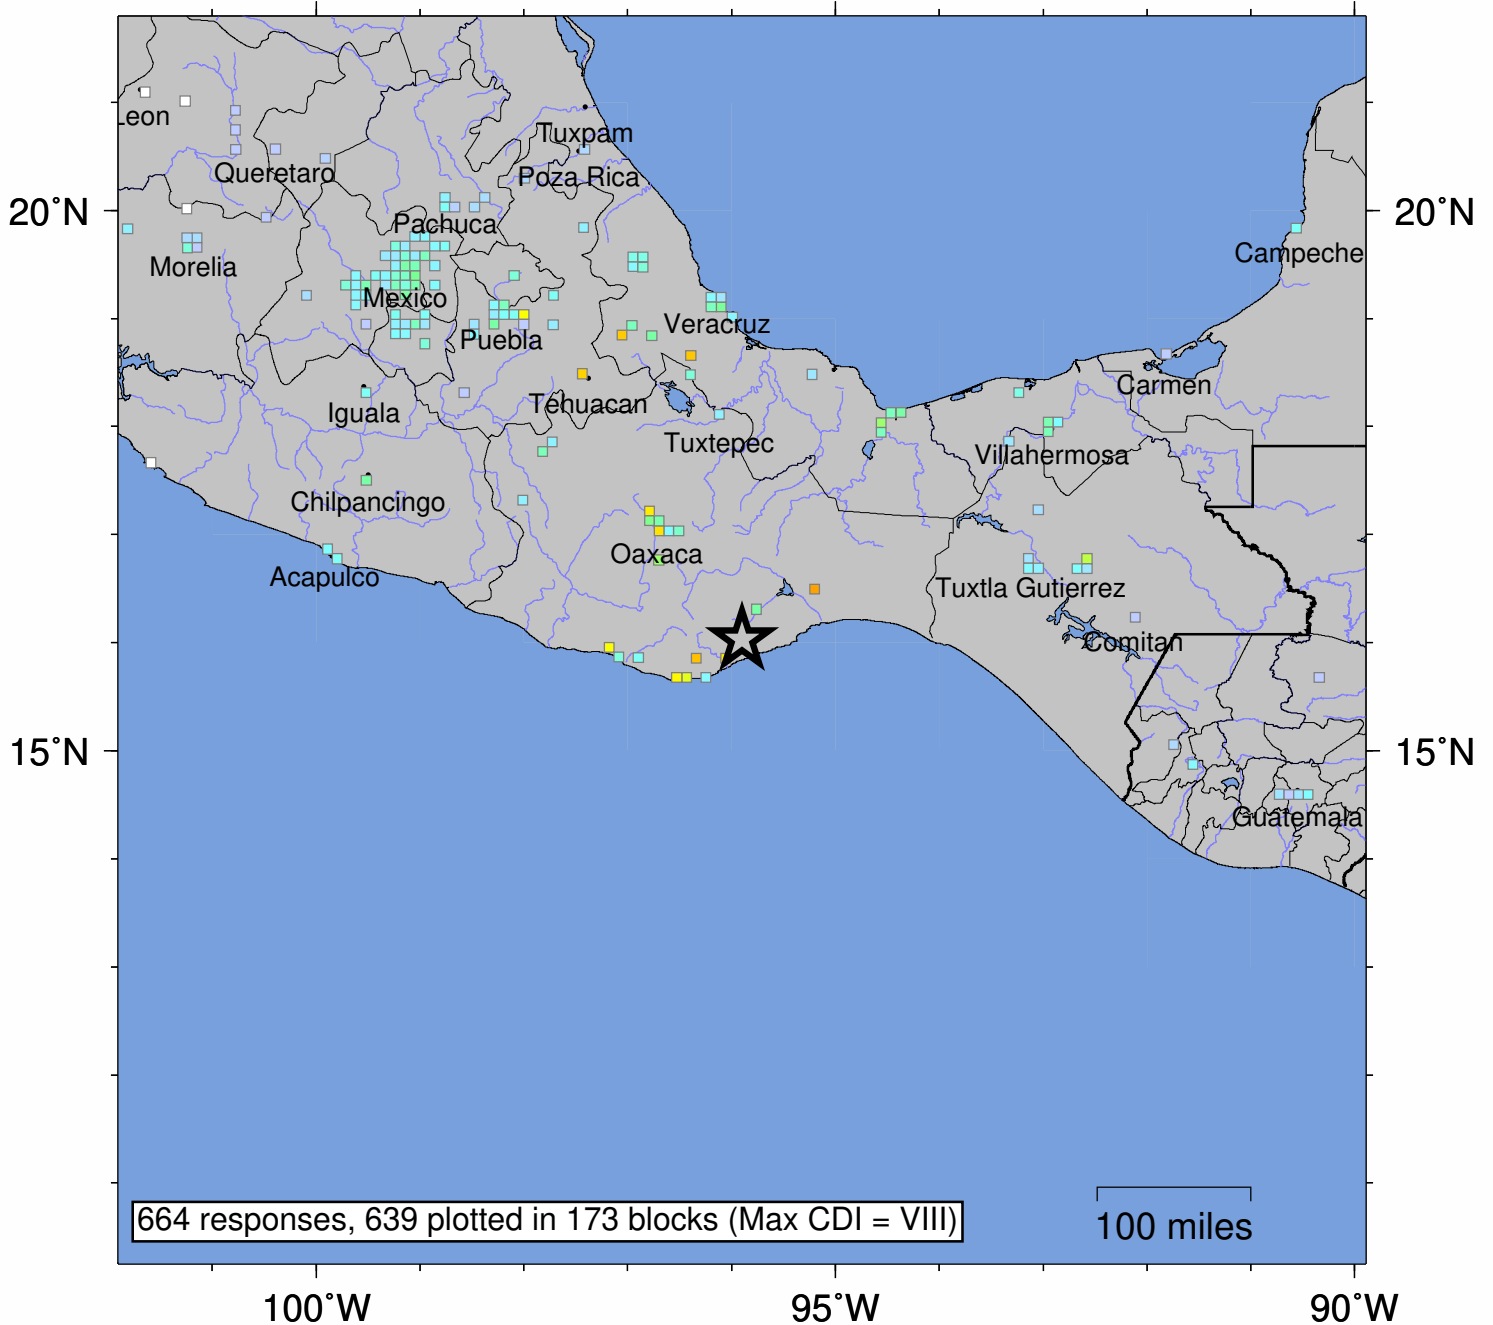 eon
Tuxpam
Queretaro
Poza Rica
20°N
20°N
Pachuca
Campeche
Morelia
Mexico
Veracruz
Puebla
Carmen
Iguala
Tehuacan
Tuxtepec
Villahermosa
Chilpancingo
Oaxaca
Acapulco
Tuxtla Gutierrez
Comitan
15°N
15°N
Guatemala
664 responses, 639 plotted in 173 blocks (Max CDI = VIII)
100 miles
100°W
95°W
90°W